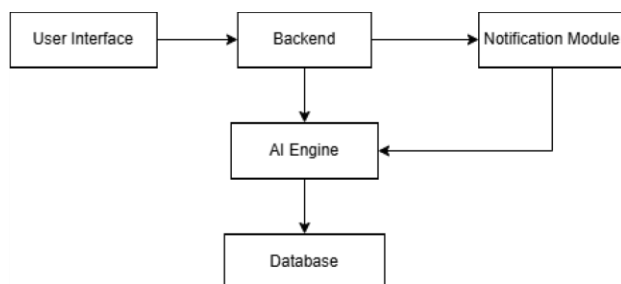 User Interface
Backend
Notification Module
AI Engine
Database